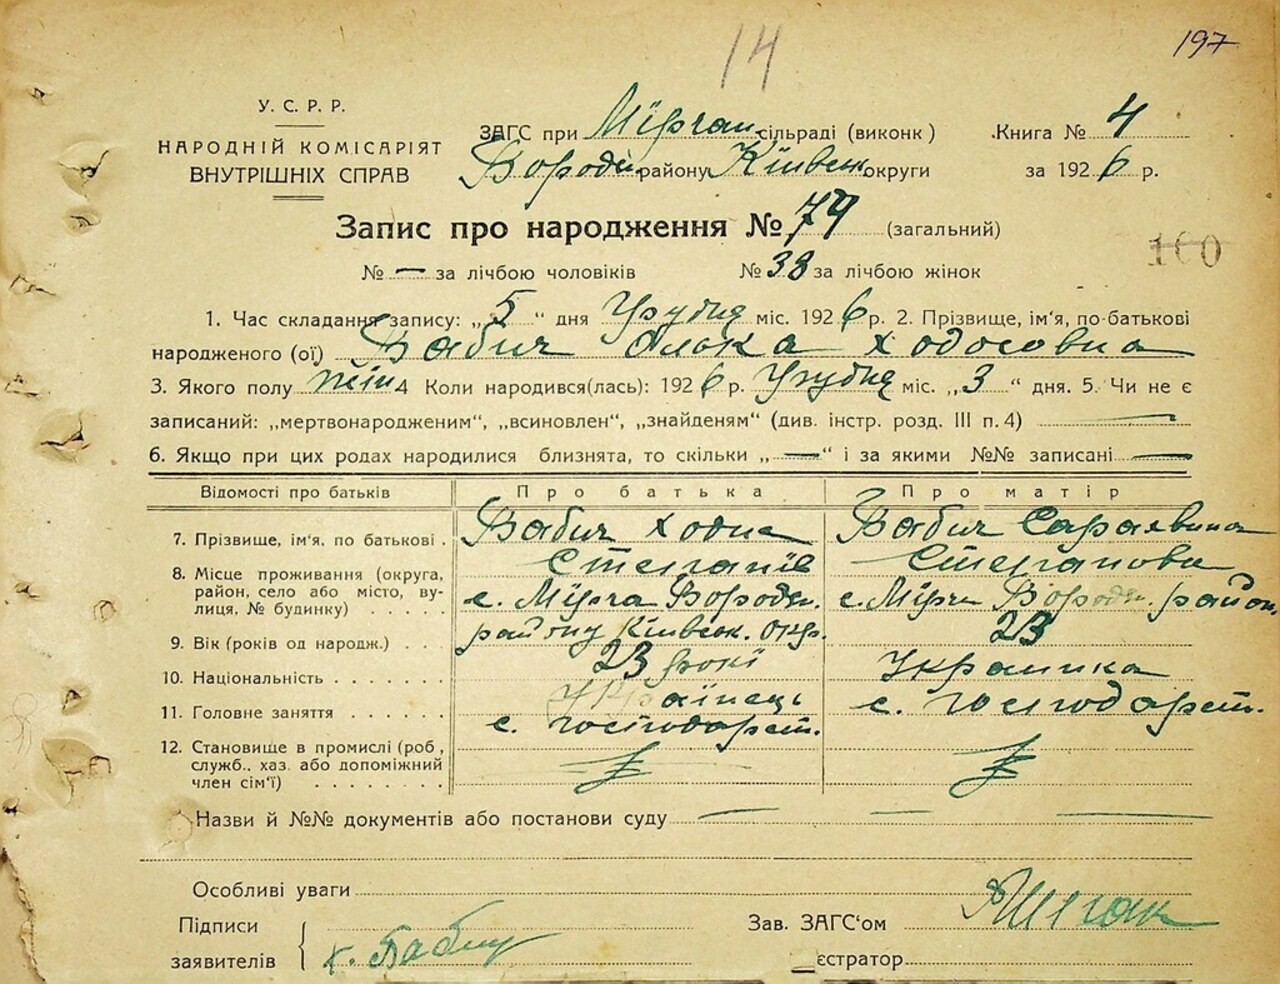 14
197
У. С. Р. Р.
НАРОДНІЙ КОМІСАРІЯТ
ВНУТРІШНІХ СПРАВ
ЗАГС при Мірчан. сільраді (виконк )
Бородян. району Київськ округи
Книга № 4
за 1926 р.
Запис про народження № 79 (загальний)
100
№ — за лічбою чоловіків № 38 за лічбою жінок
1. Час складання запису: „ 5 “ дня Грудня міс. 1926 р. 2. Прізвище, ім'я, по-батькові
народженого (ої) Бабич Олька Ходосовна
3. Якого полу жін 4 Коли народився(лась): 1926 р. Грудня міс. „ 3 “ дня. 5. Чи не є
записаний: „мертвонародженим“, „всиновлен“, „знайденям“ (див. інстр. розд. III п. 4) —
6. Якщо при цих родах народилися близнята, то скільки „ — “ і за якими №№ записані —
Відомості про батьків Про батька Про матір
7. Прізвище, ім'я, по батькові . Бабич Степанів Бабич Степанова
8. Місце проживання (округа,
район, село або місто, вулиця, № будинку) . . . . . с. Мірча Бородян. району Київськ. окр. с. Мірча Бородян. район.
9. Вік (років од народж.) . . . 23 рокі 23
10. Національність . . . . . . . Українець Украинка
11. Головне заняття . . . . . . с. господарст. с. господарст.
12. Становище в промислі (роб ,
служб., хаз. або допоміжний
член сім'ї) . . . . . . . .
Назви й №№ документів або постанови суду — — —
Особливі уваги
Підписи
заявителів
Х. Бабич
Зав. ЗАГС'ом
єстратор